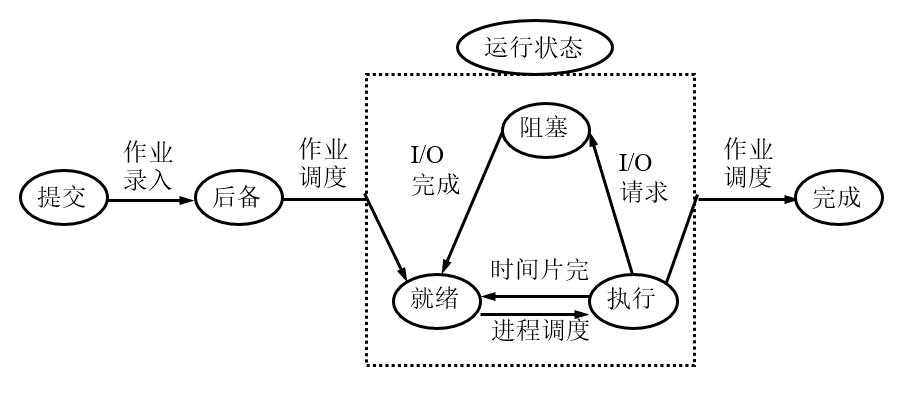 运行状态
阻塞
作业
录入
作业
调度
I/O
完成
I/O
请求
作业
调度
提交
后备
完成
时间片完
就绪
执行
进程调度